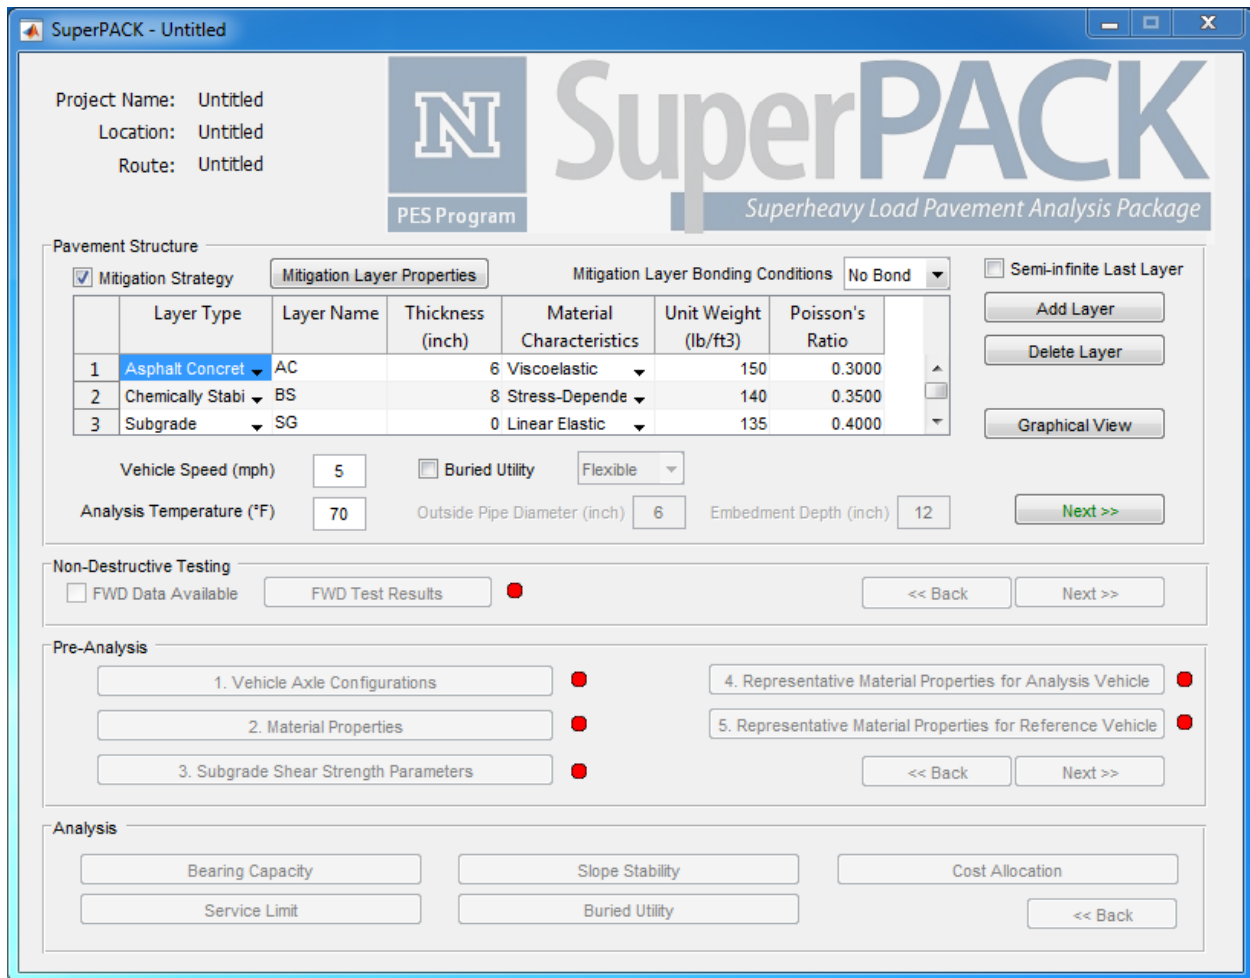 SuperPACK - Untitled
Project Name: Untitled
Location: Untitled
Route: Untitled
N
PES Program
SuperPACK
Superheavy Load Pavement Analysis Package
Pavement Structure
Mitigation Strategy Mitigation Layer Properties Mitigation Layer Bonding Conditions No Bond Semi-infinite Last Layer
Layer Type Layer Name Thickness (inch) Material Characteristics Unit Weight (lb/ft3) Poisson's Ratio
1 Asphalt Concret AC 6 Viscoelastic 150 0.3000
2 Chemically Stabi BS 8 Stress-Depende 140 0.3500
3 Subgrade SG 0 Linear Elastic 135 0.4000
Add Layer
Delete Layer
Graphical View
Vehicle Speed (mph) 5 Buried Utility Flexible
Analysis Temperature (°F) 70 Outside Pipe Diameter (inch) 6 Embedment Depth (inch) 12 Next >>
Non-Destructive Testing
FWD Data Available FWD Test Results << Back Next >>
Pre-Analysis
1. Vehicle Axle Configurations 4. Representative Material Properties for Analysis Vehicle
2. Material Properties 5. Representative Material Properties for Reference Vehicle
3. Subgrade Shear Strength Parameters << Back Next >>
Analysis
Bearing Capacity Slope Stability Cost Allocation
Service Limit Buried Utility << Back